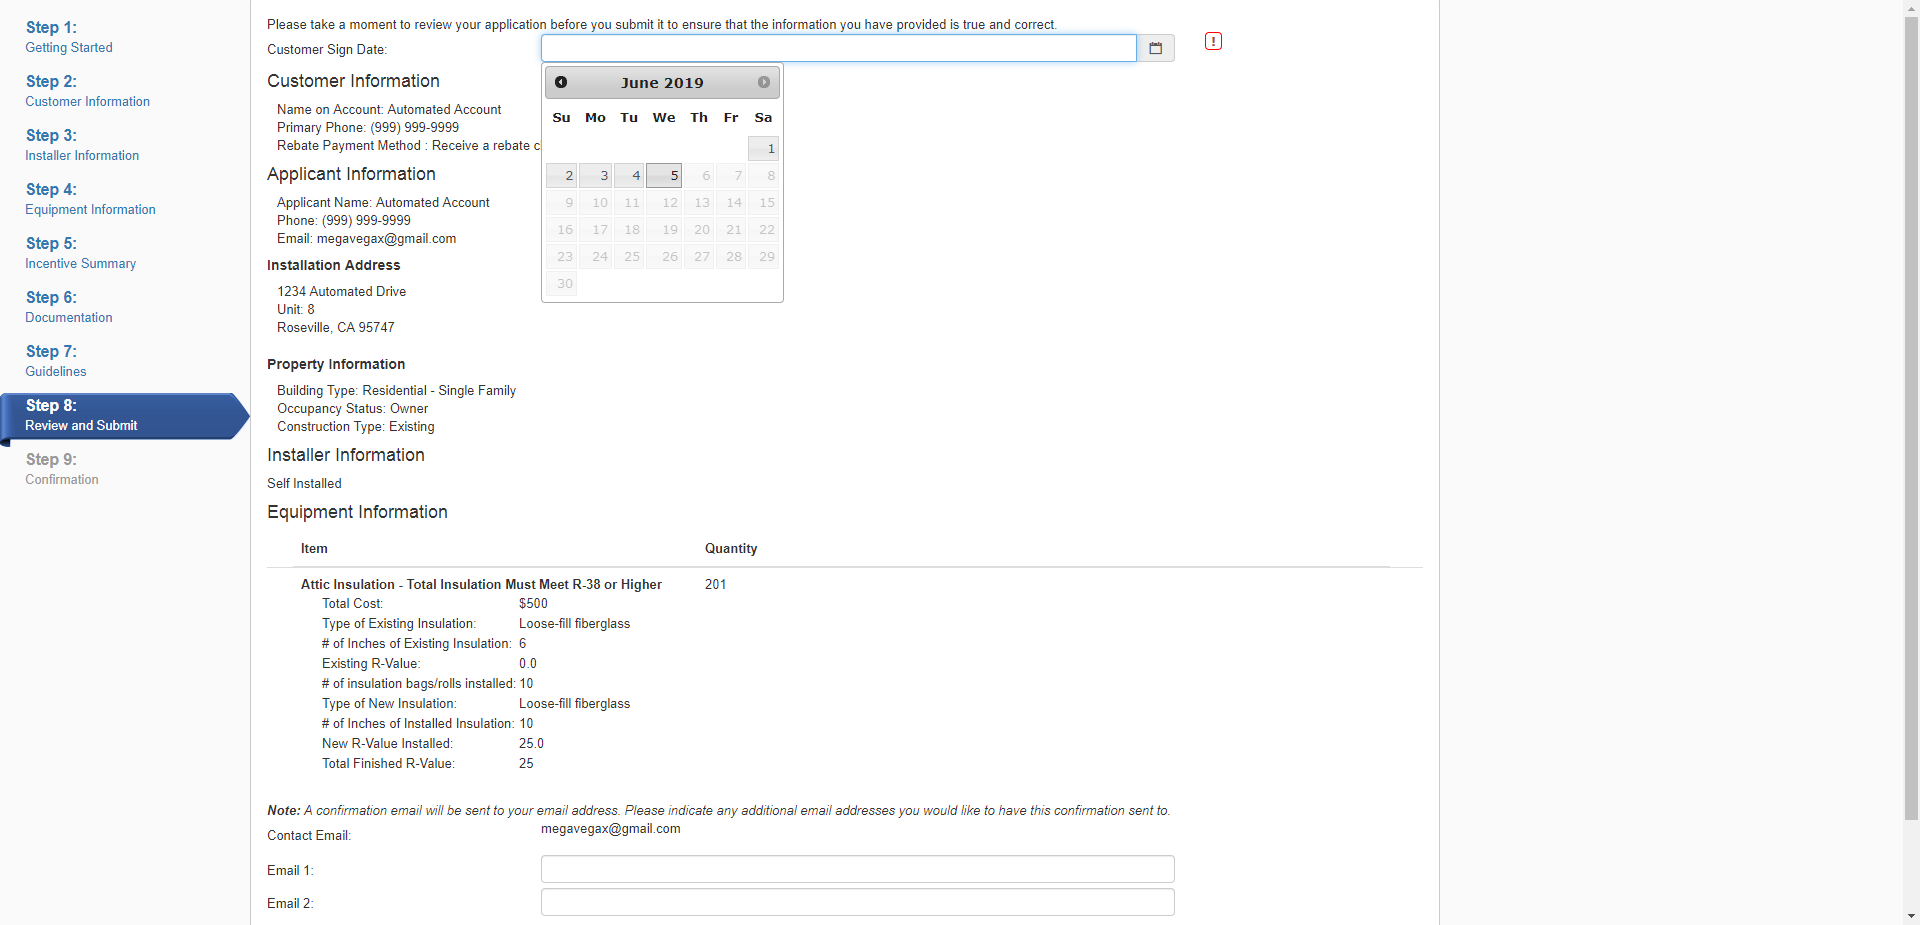 Step 1:
Getting Started
Step 2:
Customer Information
Step 3:
Installer Information
Step 4:
Equipment Information
Step 5:
Incentive Summary
Step 6:
Documentation
Step 7:
Guidelines
Step 8:
Review and Submit
Step 9:
Confirmation
Please take a moment to review your application before you submit it to ensure that the information you have provided is true and correct.
Customer Sign Date:
!
June 2019
Su Mo Tu We Th Fr Sa
1
2 3 4 5 6 7 8
9 10 11 12 13 14 15
16 17 18 19 20 21 22
23 24 25 26 27 28 29
30
Customer Information
Name on Account: Automated Account
Primary Phone: (999) 999-9999
Rebate Payment Method : Receive a rebate
Applicant Information
Applicant Name: Automated Account
Phone: (999) 999-9999
Email: megavegax@gmail.com
Installation Address
1234 Automated Drive
Unit: 8
Roseville, CA 95747
Property Information
Building Type: Residential - Single Family
Occupancy Status: Owner
Construction Type: Existing
Installer Information
Self Installed
Equipment Information
Item Quantity
Attic Insulation - Total Insulation Must Meet R-38 or Higher 201
Total Cost: $500
Type of Existing Insulation: Loose-fill fiberglass
# of Inches of Existing Insulation: 6
Existing R-Value: 0.0
# of insulation bags/rolls installed: 10
Type of New Insulation: Loose-fill fiberglass
# of Inches of Installed Insulation: 10
New R-Value Installed: 25.0
Total Finished R-Value: 25
Note: A confirmation email will be sent to your email address. Please indicate any additional email addresses you would like to have this confirmation sent to.
Contact Email: megavegax@gmail.com
Email 1:
Email 2: